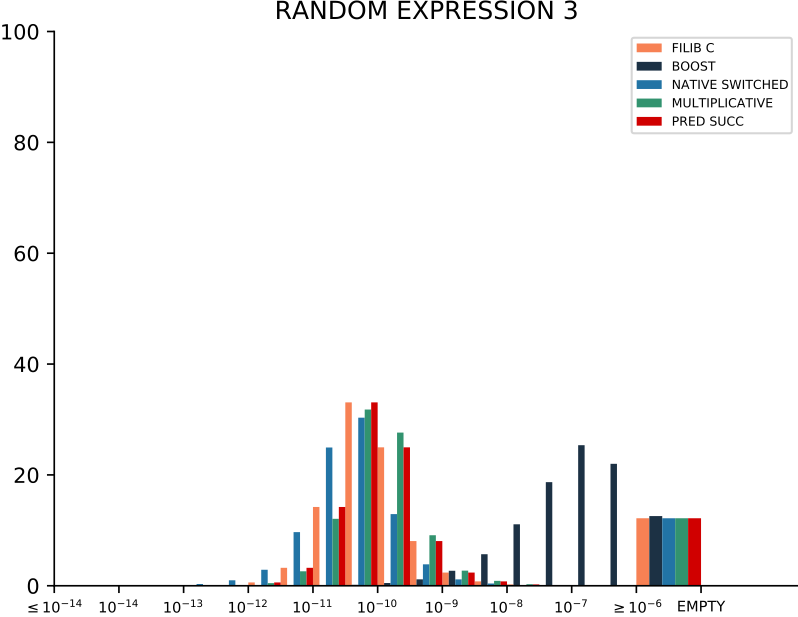 RANDOM EXPRESSION 3
100
80
60
40
20
0
FILIB C
BOOST
NATIVE SWITCHED
MULTIPLICATIVE
PRED SUCC
≤10⁻¹⁴ 10⁻¹⁴ 10⁻¹³ 10⁻¹² 10⁻¹¹ 10⁻¹⁰ 10⁻⁹ 10⁻⁸ 10⁻⁷ ≥10⁻⁶ EMPTY